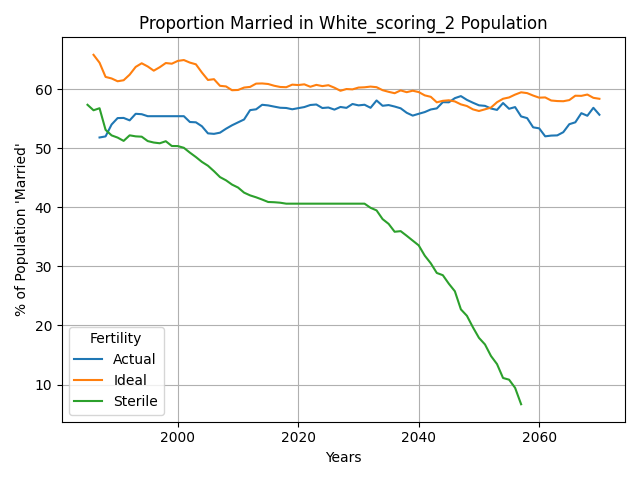 Proportion Married in White_scoring_2 Population
% of Population 'Married'
60
50
40
30
20
10
Fertility
Actual
Ideal
Sterile
2000 2020 2040 2060
Years